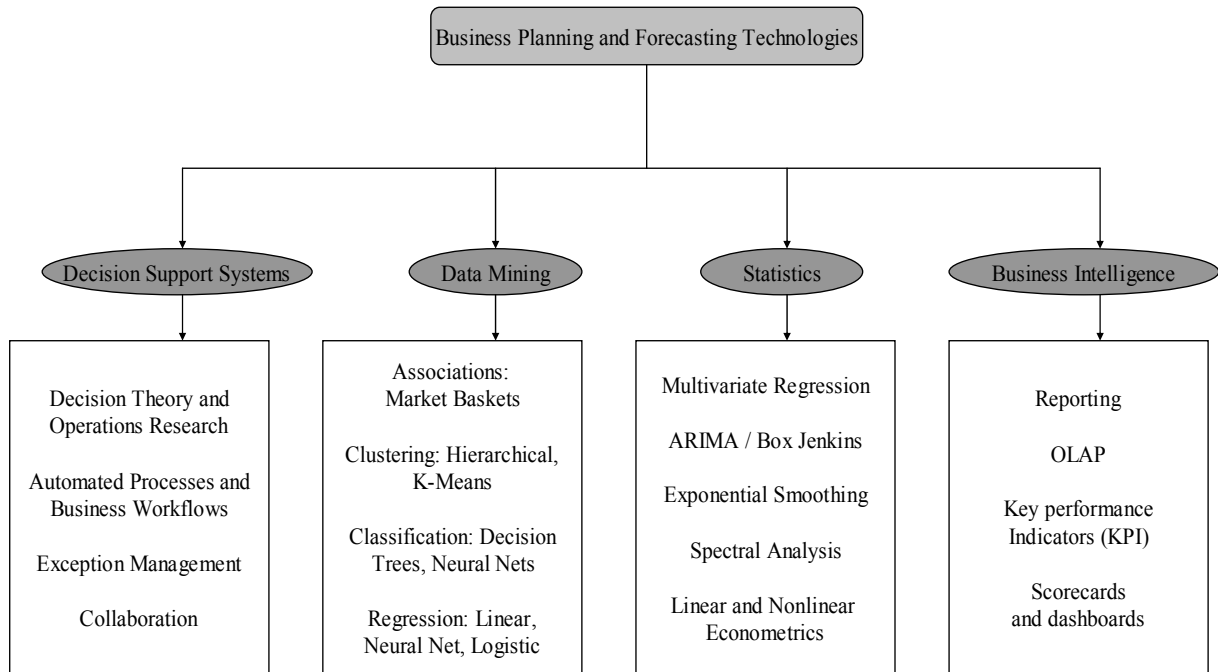 Business Planning and Forecasting Technologies
Decision Support Systems
Data Mining
Statistics
Business Intelligence
Decision Theory and
Operations Research
Automated Processes and
Business Workflows
Exception Management
Collaboration
Associations:
Market Baskets
Clustering: Hierarchical,
K-Means
Classification: Decision
Trees, Neural Nets
Regression: Linear,
Neural Net, Logistic
Multivariate Regression
ARIMA / Box Jenkins
Exponential Smoothing
Spectral Analysis
Linear and Nonlinear
Econometrics
Reporting
OLAP
Key performance
Indicators (KPI)
Scorecards
and dashboards